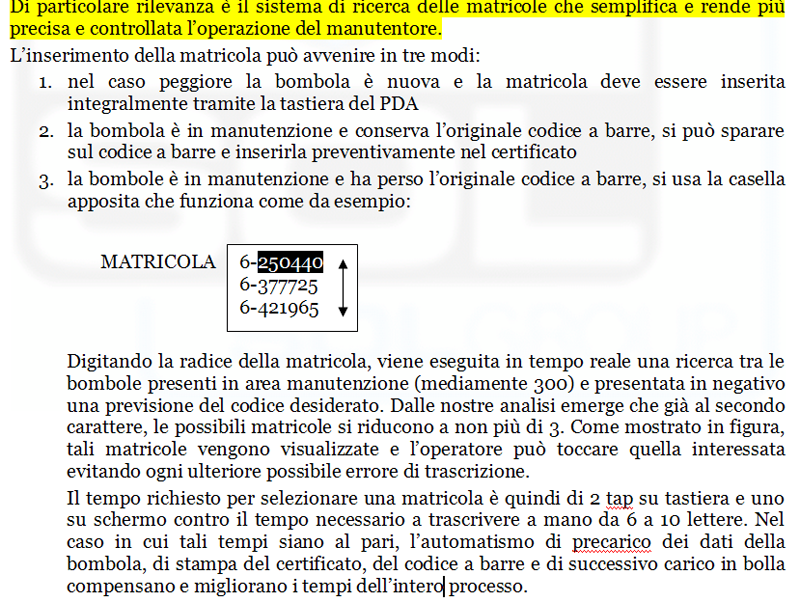 Di particolare rilevanza è il sistema di ricerca delle matricole che semplifica e rende più
precisa e controllata l'operazione del manutentore.
L'inserimento della matricola può avvenire in tre modi:
1. nel caso peggiore la bombola è nuova e la matricola deve essere inserita
integralmente tramite la tastiera del PDA
2. la bombola è in manutenzione e conserva l'originale codice a barre, si può sparare
sul codice a barre e inserirla preventivamente nel certificato
3. la bombole è in manutenzione e ha perso l'originale codice a barre, si usa la casella
apposita che funziona come da esempio:
MATRICOLA 6-250440
6-377725
6-421965
Digitando la radice della matricola, viene eseguita in tempo reale una ricerca tra le
bombole presenti in area manutenzione (mediamente 300) e presentata in negativo
una previsione del codice desiderato. Dalle nostre analisi emerge che già al secondo
carattere, le possibili matricole si riducono a non più di 3. Come mostrato in figura,
tali matricole vengono visualizzate e l'operatore può toccare quella interessata
evitando ogni ulteriore possibile errore di trascrizione.
Il tempo richiesto per selezionare una matricola è quindi di 2 tap su tastiera e uno
su schermo contro il tempo necessario a trascrivere a mano da 6 a 10 lettere. Nel
caso in cui tali tempi siano al pari, l'automatismo di precarico dei dati della
bombola, di stampa del certificato, del codice a barre e di successivo carico in bolla
compensano e migliorano i tempi dell'intero processo.
SOL
GROUP